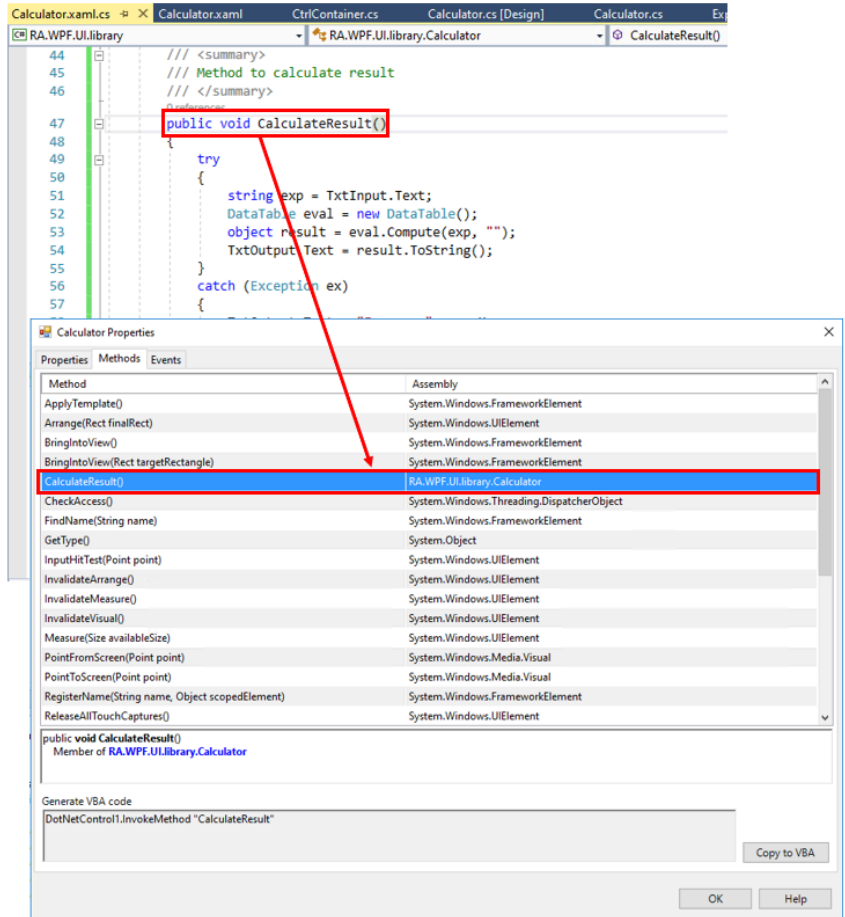 Calculator.xaml.cs Calculator.xaml CtrlContainer.cs Calculator.cs [Design] Calculator.cs
RA.WPF.UI.library RA.WPF.UI.library.Calculator CalculateResult()
44 /// <summary>
45 /// Method to calculate result
46 /// </summary>
0 references
47 public void CalculateResult()
48 {
49 try
50 {
51 string exp = TxtInput.Text;
52 DataTable eval = new DataTable();
53 object result = eval.Compute(exp, "");
54 TxtOutput.Text = result.ToString();
55 }
56 catch (Exception ex)
57 {
Calculator Properties
Properties Methods Events
Method Assembly
ApplyTemplate() System.Windows.FrameworkElement
Arrange(Rect finalRect) System.Windows.UIElement
BringIntoView() System.Windows.FrameworkElement
BringIntoView(Rect targetRectangle) System.Windows.FrameworkElement
CalculateResult() RA.WPF.UI.library.Calculator
CheckAccess() System.Windows.Threading.DispatcherObject
FindName(String name) System.Windows.FrameworkElement
GetType() System.Object
InputHitTest(Point point) System.Windows.UIElement
InvalidateArrange() System.Windows.UIElement
InvalidateMeasure() System.Windows.UIElement
InvalidateVisual() System.Windows.UIElement
Measure(Size availableSize) System.Windows.UIElement
PointFromScreen(Point point) System.Windows.Media.Visual
PointToScreen(Point point) System.Windows.Media.Visual
RegisterName(String name, Object scopedElement) System.Windows.FrameworkElement
ReleaseAllTouchCaptures() System.Windows.UIElement
public void CalculateResult()
Member of RA.WPF.UI.library.Calculator
Generate VBA code
DotNetControl1.InvokeMethod "CalculateResult"
Copy to VBA
OK Help